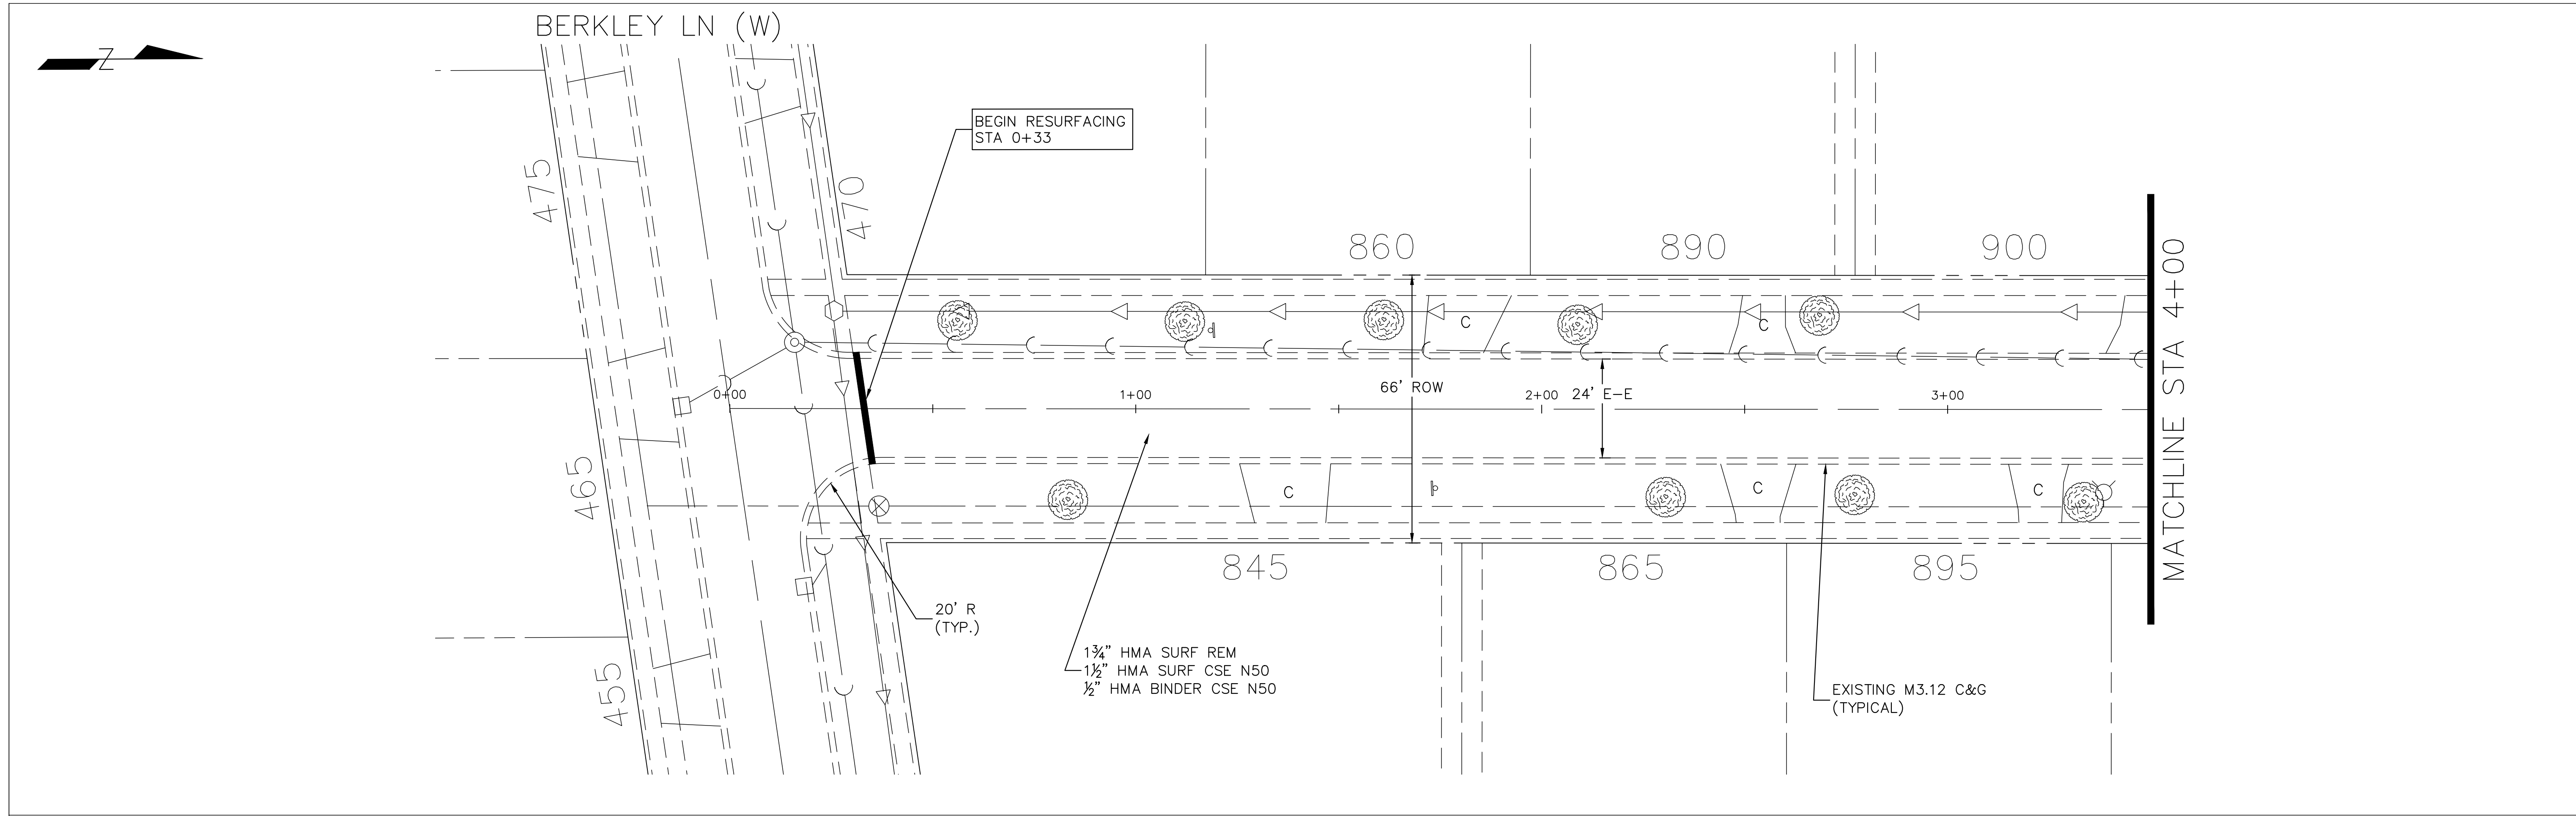 BERKLEY LN (W)
Z
BEGIN RESURFACING
STA 0+33
475
470
860
890
900
MATCHLINE STA 4+00
C
C
66' ROW
0+00
1+00
2+00
24' E-E
3+00
465
C
C
C
845
865
895
20' R
(TYP.)
1¾" HMA SURF REM
1½" HMA SURF CSE N50
½" HMA BINDER CSE N50
455
EXISTING M3.12 C&G
(TYPICAL)